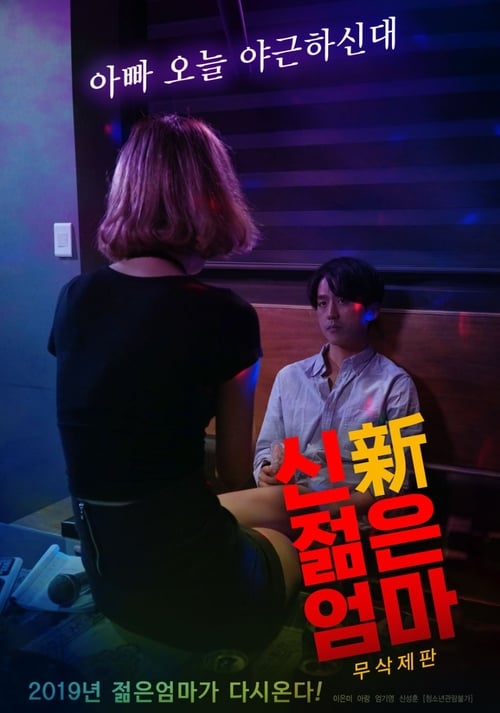 아빠 오늘 야근하신대
신新
젊은
엄마
무삭제판
2019년 젊은엄마가 다시온다!
이은미 아랑 엄기영 신성훈 [청소년관람불가]